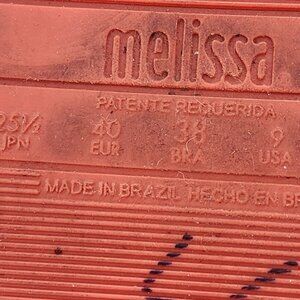 melissa
PATENTE REQUERIDA
25½ 40 38 9
JPN EUR BRA USA
MADE IN BRAZIL HECHO EN BR